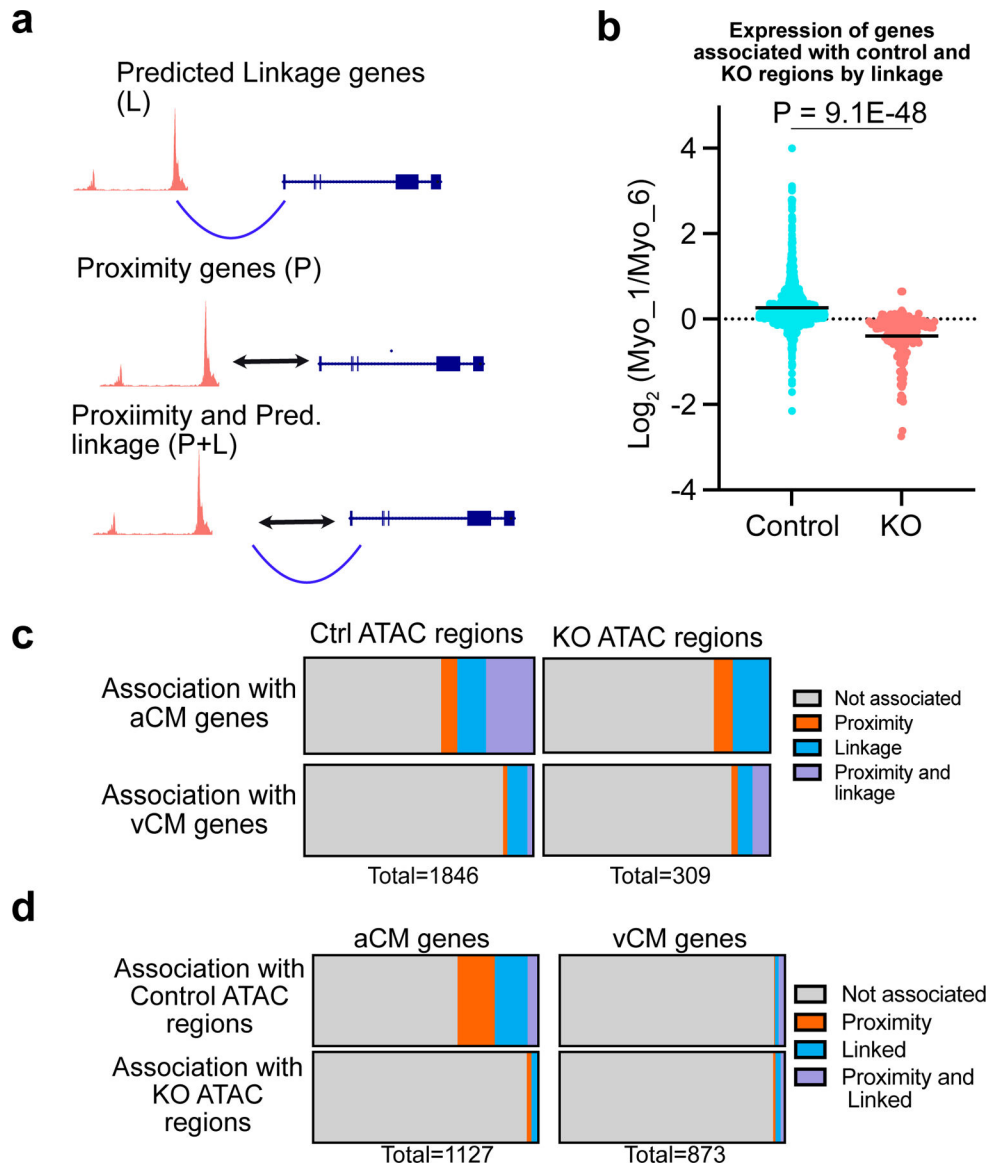 a
Predicted Linkage genes
(L)
Proximity genes (P)
Proxiimity and Pred.
linkage (P+L)
b
Expression of genes
associated with control and
KO regions by linkage
P = 9.1E-48
Log2 (Myo_1/Myo_6)
4
2
0
-2
-4
Control
KO
c
Ctrl ATAC regions
KO ATAC regions
Association with
aCM genes
Association with
vCM genes
Not associated
Proximity
Linkage
Proximity and
linkage
Total=1846
Total=309
d
aCM genes
vCM genes
Association with
Control ATAC
regions
Association with
KO ATAC
regions
Not associated
Proximity
Linked
Proximity and
Linked
Total=1127
Total=873